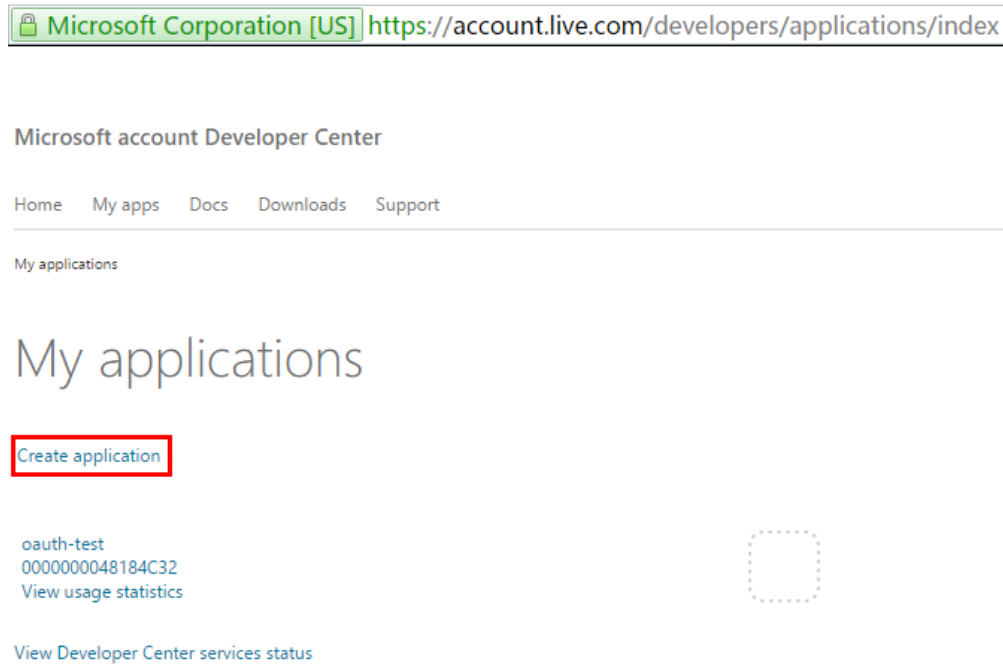 Microsoft Corporation [US] https://account.live.com/developers/applications/index
Microsoft account Developer Center
Home My apps Docs Downloads Support
My applications
My applications
Create application
oauth-test
0000000048184C32
View usage statistics
View Developer Center services status